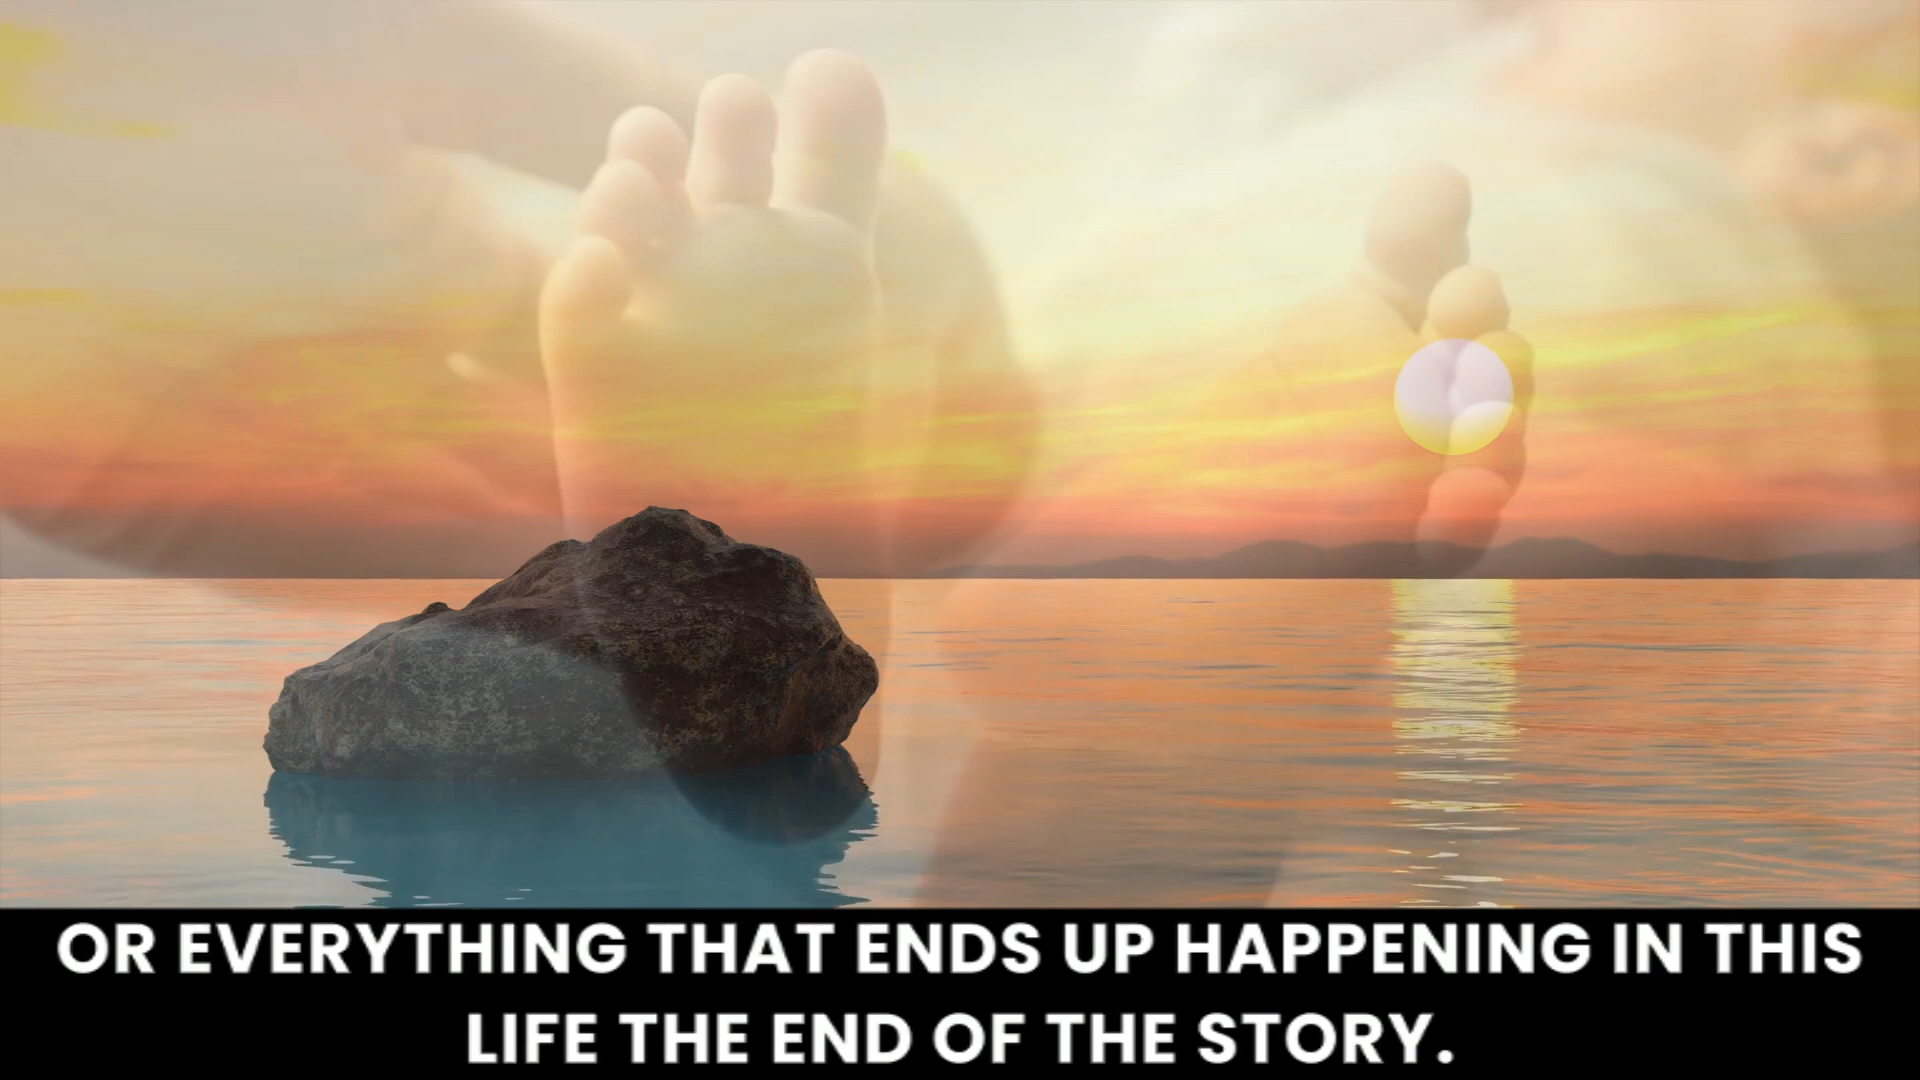 OR EVERYTHING THAT ENDS UP HAPPENING IN THIS
LIFE THE END OF THE STORY.